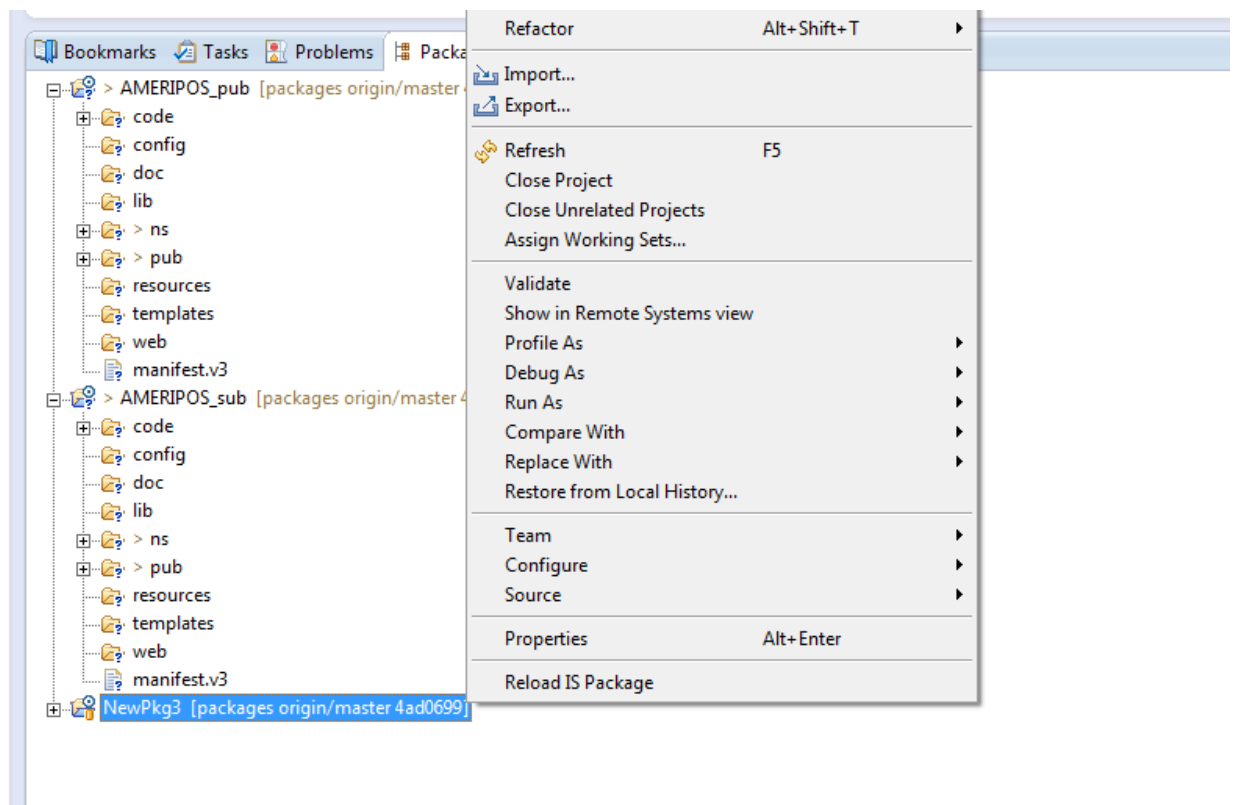 Bookmarks Tasks Problems Packa
> AMERIPOS_pub [packages origin/master 4
code
config
doc
lib
> ns
> pub
resources
templates
web
manifest.v3
> AMERIPOS_sub [packages origin/master 4
code
config
doc
lib
> ns
> pub
resources
templates
web
manifest.v3
NewPkg3 [packages origin/master 4ad0699]
Refactor Alt+Shift+T
Import...
Export...
Refresh F5
Close Project
Close Unrelated Projects
Assign Working Sets...
Validate
Show in Remote Systems view
Profile As
Debug As
Run As
Compare With
Replace With
Restore from Local History...
Team
Configure
Source
Properties Alt+Enter
Reload IS Package